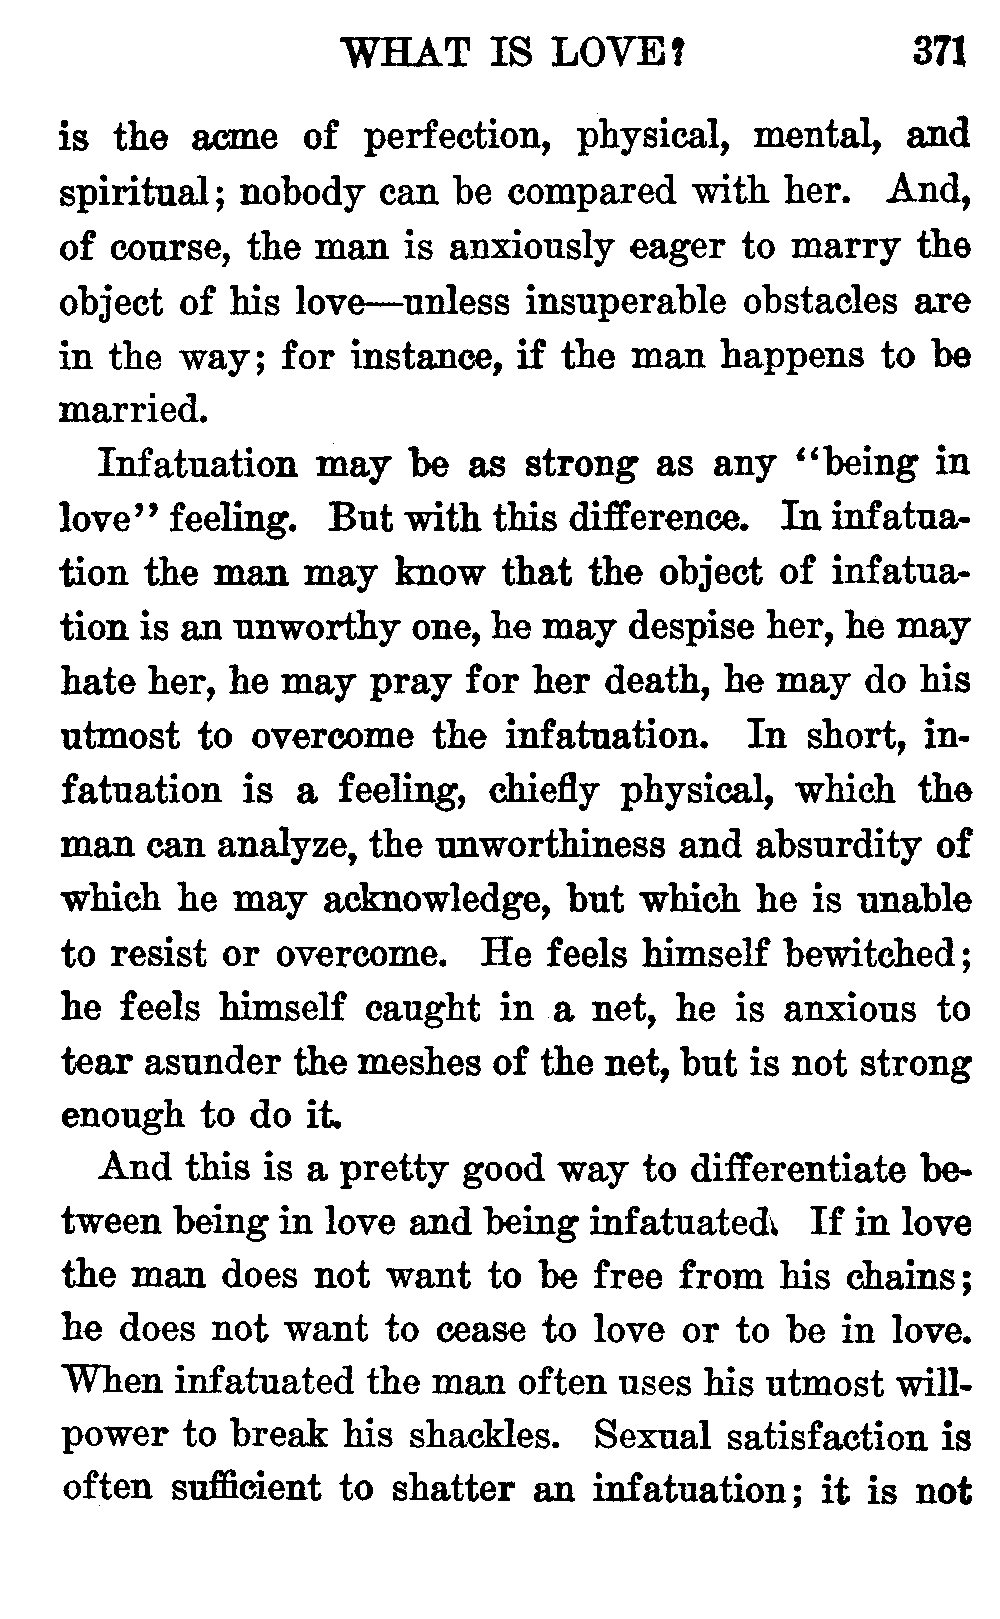 WHAT IS LOVE? 371
is the acme of perfection, physical, mental, and
spiritual; nobody can be compared with her. And,
of course, the man is anxiously eager to marry the
object of his love—unless insuperable obstacles are
in the way; for instance, if the man happens to be
married.
Infatuation may be as strong as any "being in
love" feeling. But with this difference. In infatua-
tion the man may know that the object of infatua-
tion is an unworthy one, he may despise her, he may
hate her, he may pray for her death, he may do his
utmost to overcome the infatuation. In short, in-
fatuation is a feeling, chiefly physical, which the
man can analyze, the unworthiness and absurdity of
which he may acknowledge, but which he is unable
to resist or overcome. He feels himself bewitched;
he feels himself caught in a net, he is anxious to
tear asunder the meshes of the net, but is not strong
enough to do it.
And this is a pretty good way to differentiate be-
tween being in love and being infatuated. If in love
the man does not want to be free from his chains;
he does not want to cease to love or to be in love.
When infatuated the man often uses his utmost will-
power to break his shackles. Sexual satisfaction is
often sufficient to shatter an infatuation; it is not